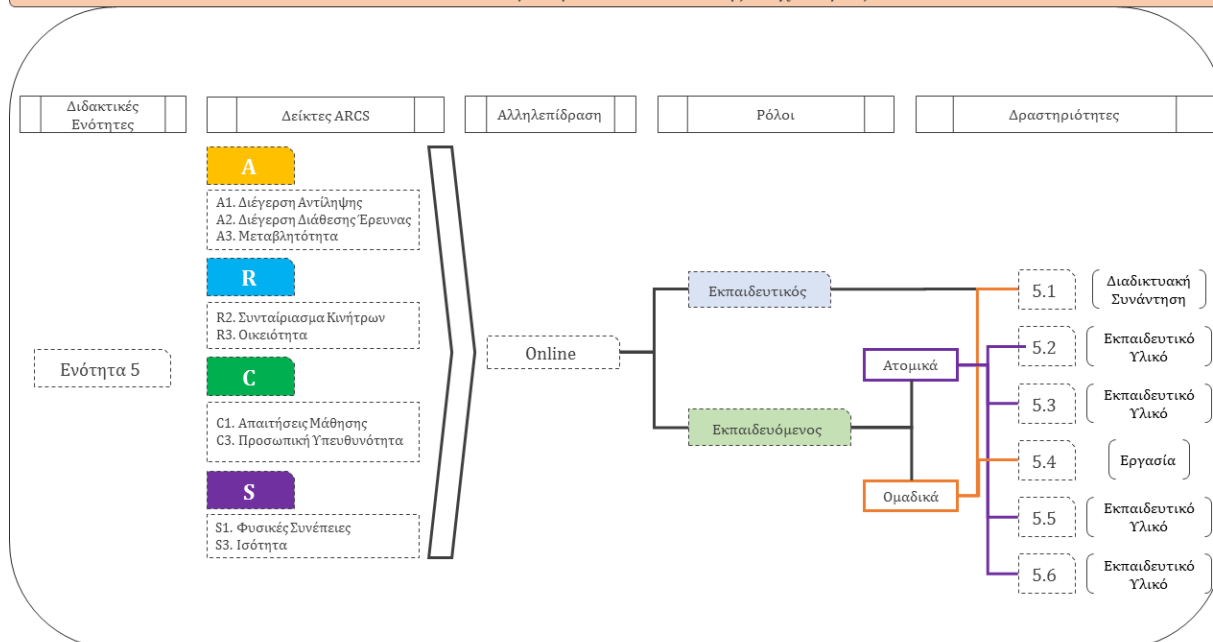 Διδακτικές
Ενότητες
Δείκτες ARCS
Αλληλεπίδραση
Ρόλοι
Δραστηριότητες
A
A1. Διέγερση Αντίληψης
A2. Διέγερση Διάθεσης Έρευνας
A3. Μεταβλητότητα
R
R2. Συνταίριασμα Κινήτρων
R3. Οικειότητα
Ενότητα 5
C
C1. Απαιτήσεις Μάθησης
C3. Προσωπική Υπευθυνότητα
S
S1. Φυσικές Συνέπειες
S3. Ισότητα
Online
Εκπαιδευτικός
Εκπαιδευόμενος
Ατομικά
Ομαδικά
5.1
Διαδικτυακή
Συνάντηση
5.2
Εκπαιδευτικό
Υλικό
5.3
Εκπαιδευτικό
Υλικό
5.4
Εργασία
5.5
Εκπαιδευτικό
Υλικό
5.6
Εκπαιδευτικό
Υλικό